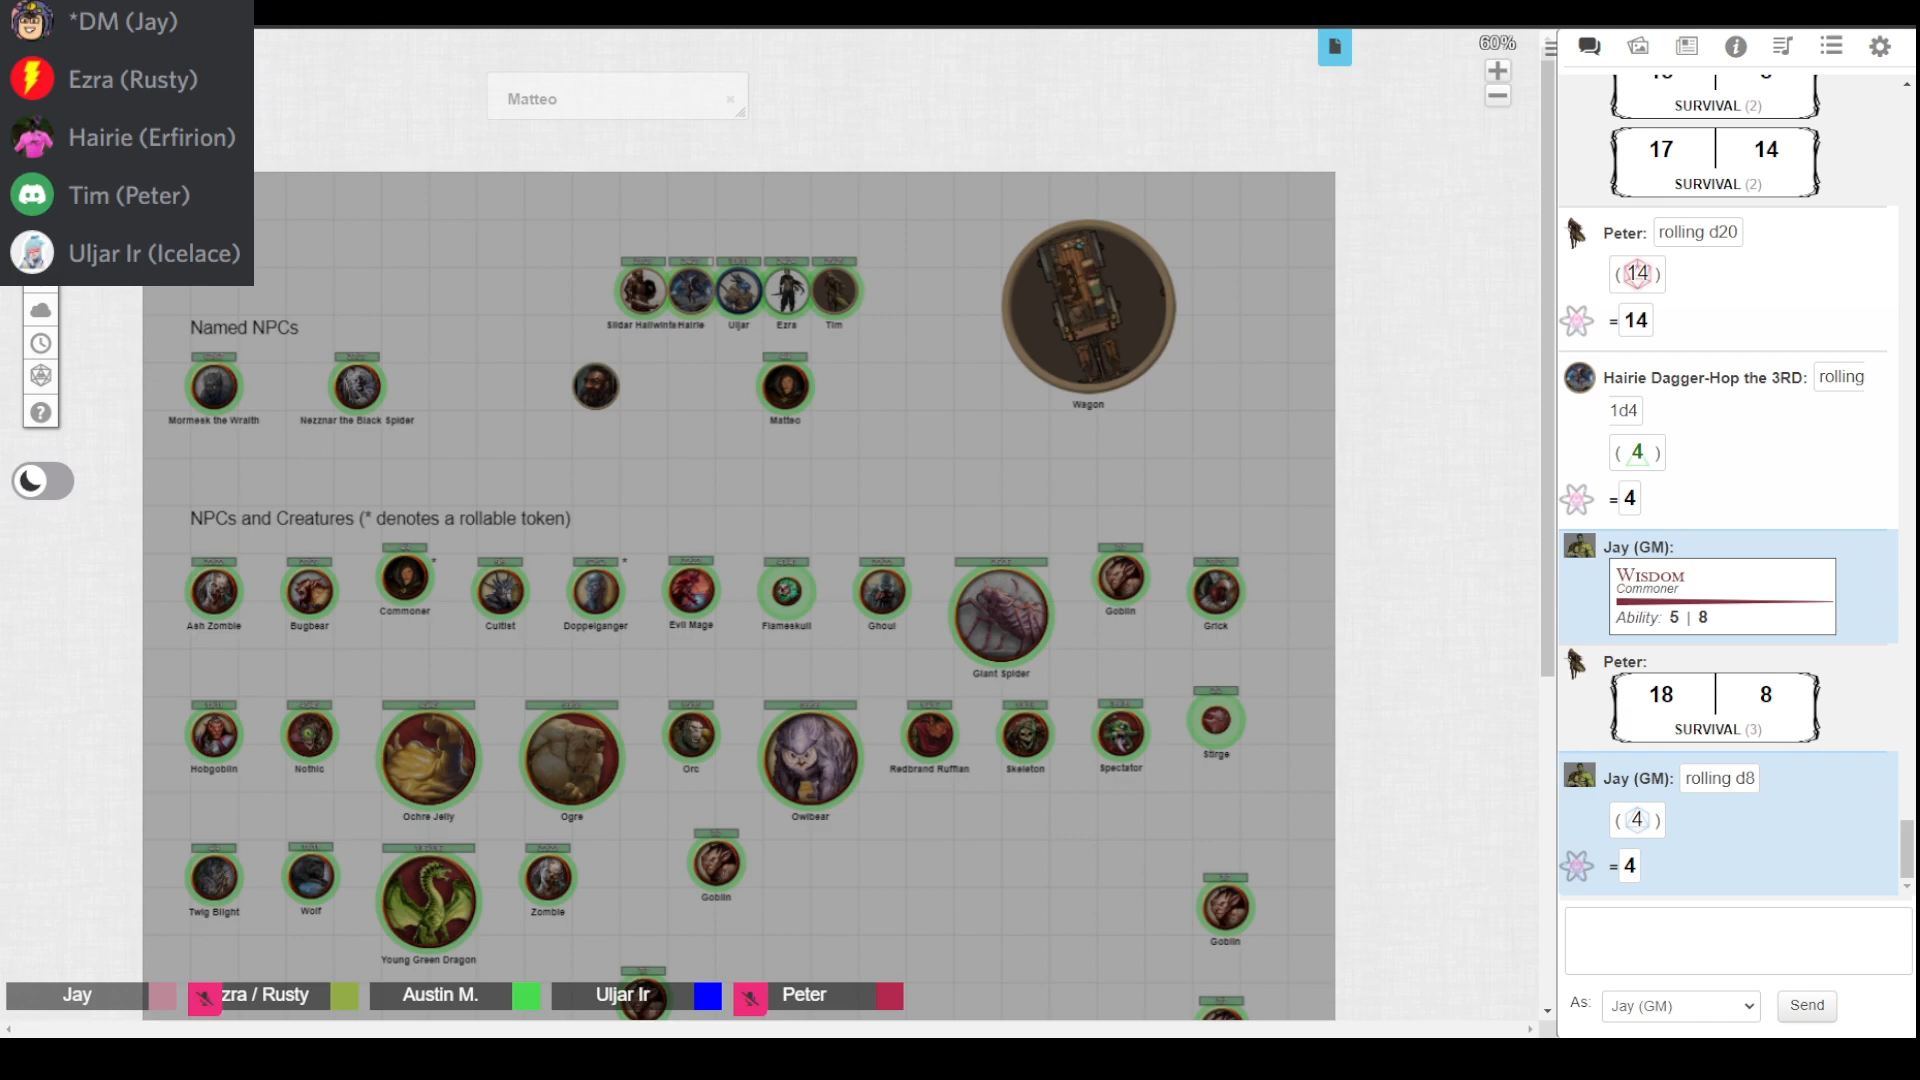 *DM (Jay)
Ezra (Rusty)
Hairie (Erfirion)
Tim (Peter)
Uljar Ir (Icelace)
Matteo
60%
Sildar Hallwinte Hairie Uljar Ezra Tim
Named NPCs
Mormesk the Wraith Nezznar the Black Spider Matteo Wagon
NPCs and Creatures (* denotes a rollable token)
* *
Ash Zombie Bugbear Commoner Cultist Doppelganger Evil Mage Flameskull Ghoul Giant Spider Goblin Grick
Hobgoblin Nothic Ochre Jelly Ogre Orc Owlbear Redbrand Ruffian Skeleton Spectator Stirge
Twig Blight Wolf Young Green Dragon Zombie Goblin Goblin
Jay zra / Rusty Austin M. Uljar Ir Peter
SURVIVAL (2)
17 14
SURVIVAL (2)
Peter: rolling d20
( 14 )
= 14
Hairie Dagger-Hop the 3RD: rolling
1d4
( 4 )
= 4
Jay (GM):
WISDOM
Commoner
Ability: 5 | 8
Peter:
18 8
SURVIVAL (3)
Jay (GM): rolling d8
( 4 )
= 4
As: Jay (GM) Send